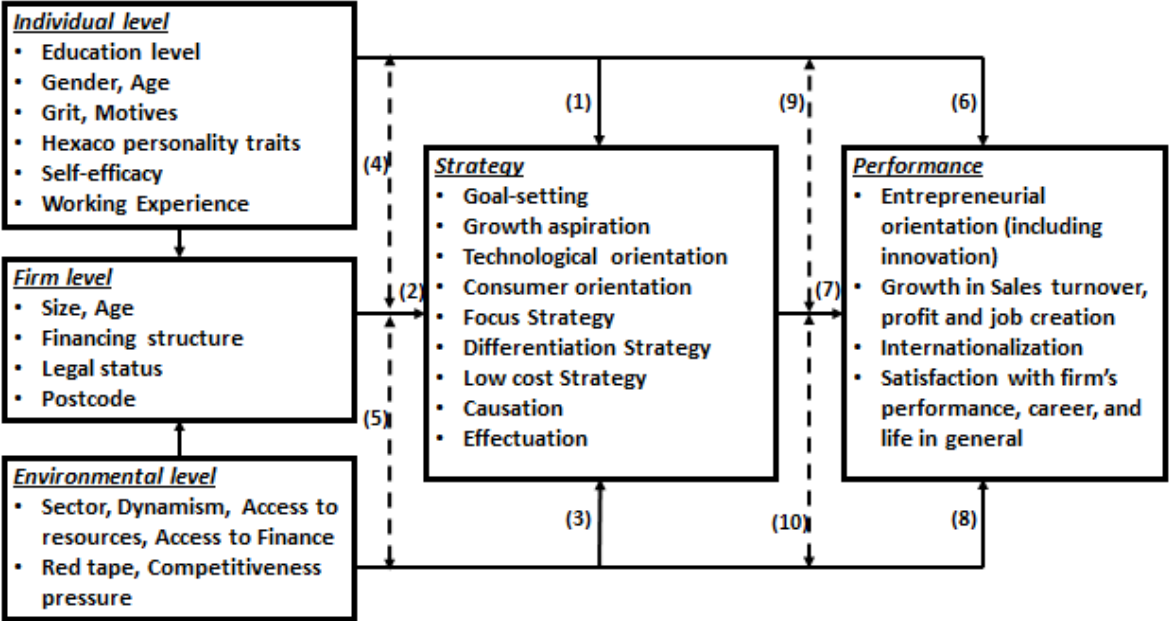 Individual level
• Education level
• Gender, Age
• Grit, Motives
• Hexaco personality traits
• Self-efficacy
• Working Experience
Firm level
• Size, Age
• Financing structure
• Legal status
• Postcode
Environmental level
• Sector, Dynamism, Access to
resources, Access to Finance
• Red tape, Competitiveness
pressure
(4)
(2)
(5)
(1)
Strategy
• Goal-setting
• Growth aspiration
• Technological orientation
• Consumer orientation
• Focus Strategy
• Differentiation Strategy
• Low cost Strategy
• Causation
• Effectuation
(3)
(9)
(7)
(10)
(6)
Performance
• Entrepreneurial
orientation (including
innovation)
• Growth in Sales turnover,
profit and job creation
• Internationalization
• Satisfaction with firm's
performance, career, and
life in general
(8)